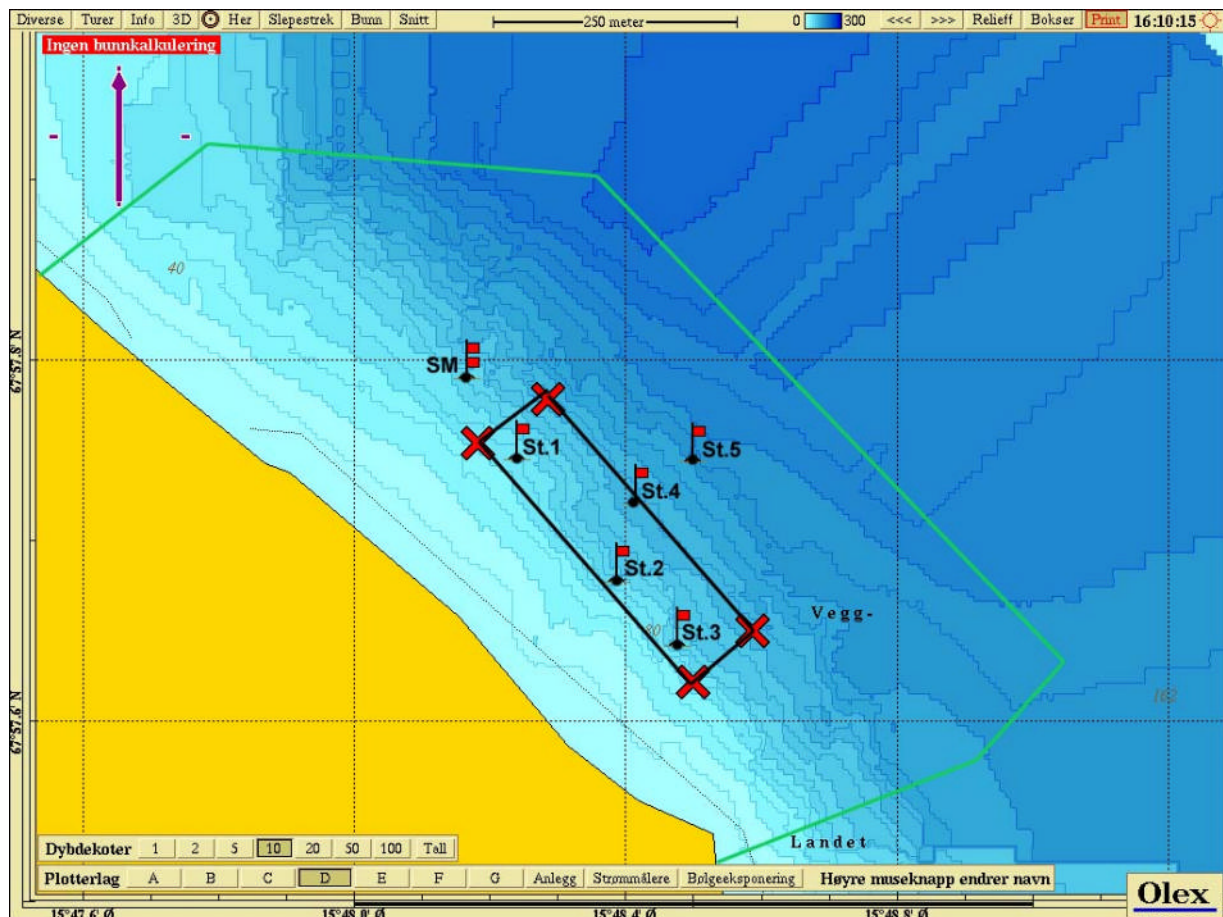 Diverse Turer Info 3D Her Slepestrek Bunn Snitt 250 meter 0 300 <<< >>> Relieff Bokser Print 16:10:15
Ingen bunnkalkulering
40
67°57.8' N
SM
St.1
St.5
St.4
St.2
Vegg-
St.3
162
67°57.6' N
Landet
Dybdekoter 1 2 5 10 20 50 100 Tall
Plotterlag A B C D E F G Anlegg Strømmålere Bølgeeksponering Høyre museknapp endrer navn
Olex
15°47.6' Ø 15°48.0' Ø 15°48.4' Ø 15°48.8' Ø